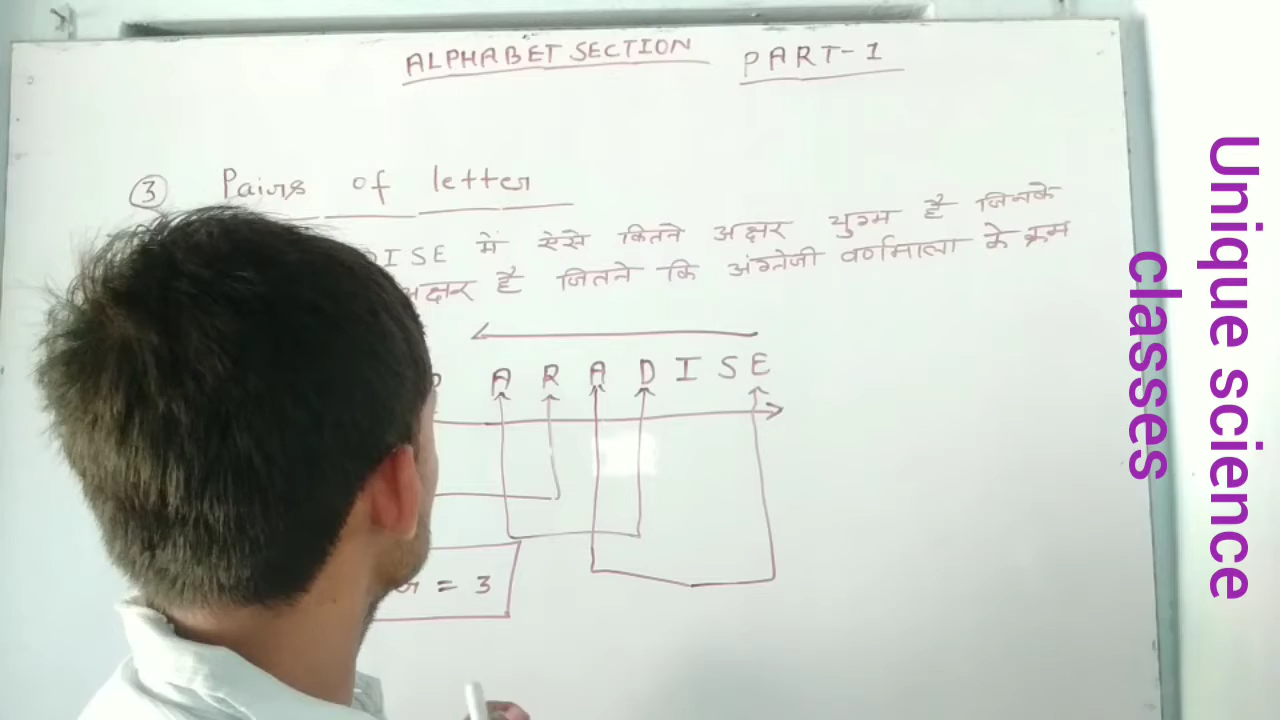 ALPHABET SECTION PART-1
③ Pairs of letter
DISE में ऐसे कितने अक्षर युग्म है जिनके
अक्षर है जितने कि अंग्रेजी वर्णमाला के क्रम
P A R A D I S E
= 3
Unique science
classes